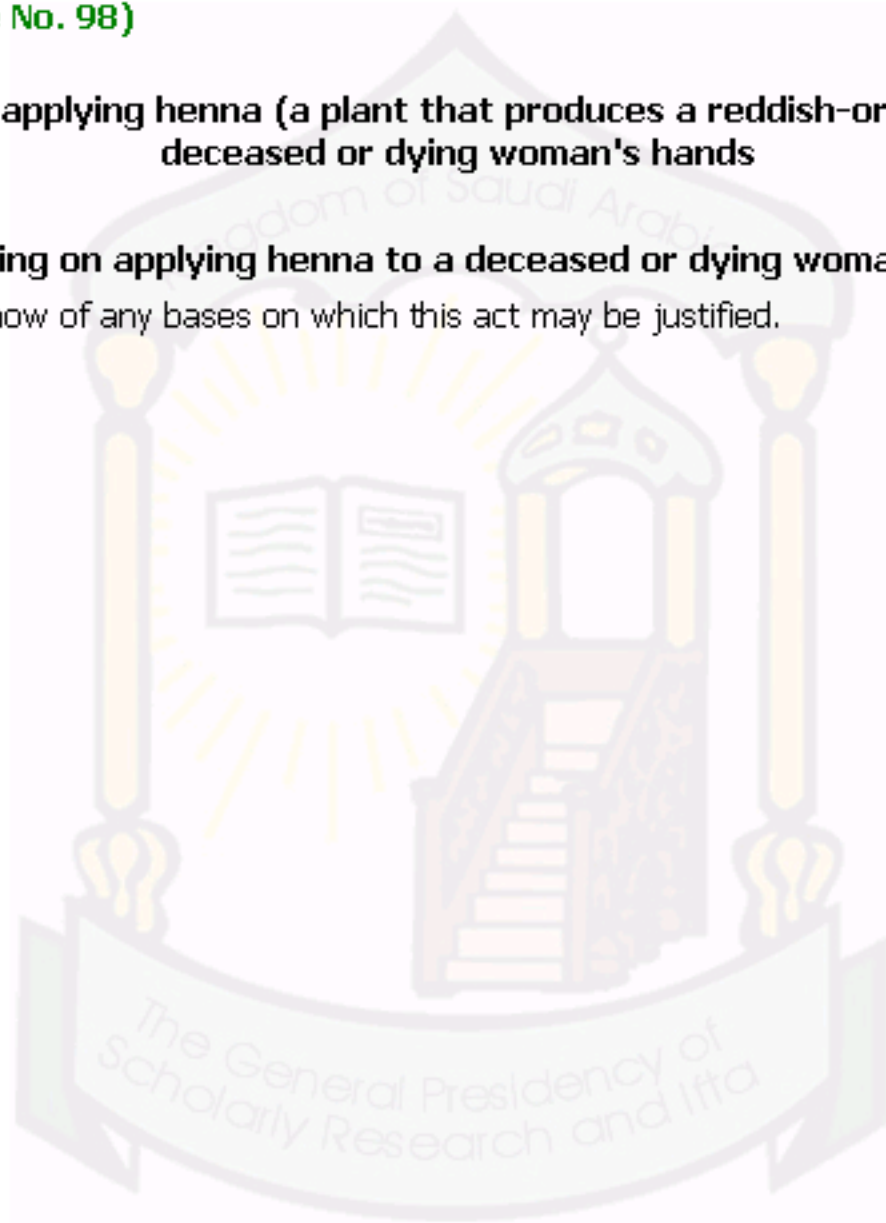 No. 98)
applying henna (a plant that produces a reddish-or
deceased or dying woman's hands
Kingdom of Saudi Arabia
ing on applying henna to a deceased or dying woma
now of any bases on which this act may be justified.
The General Presidency of
Scholarly Research and Ifta